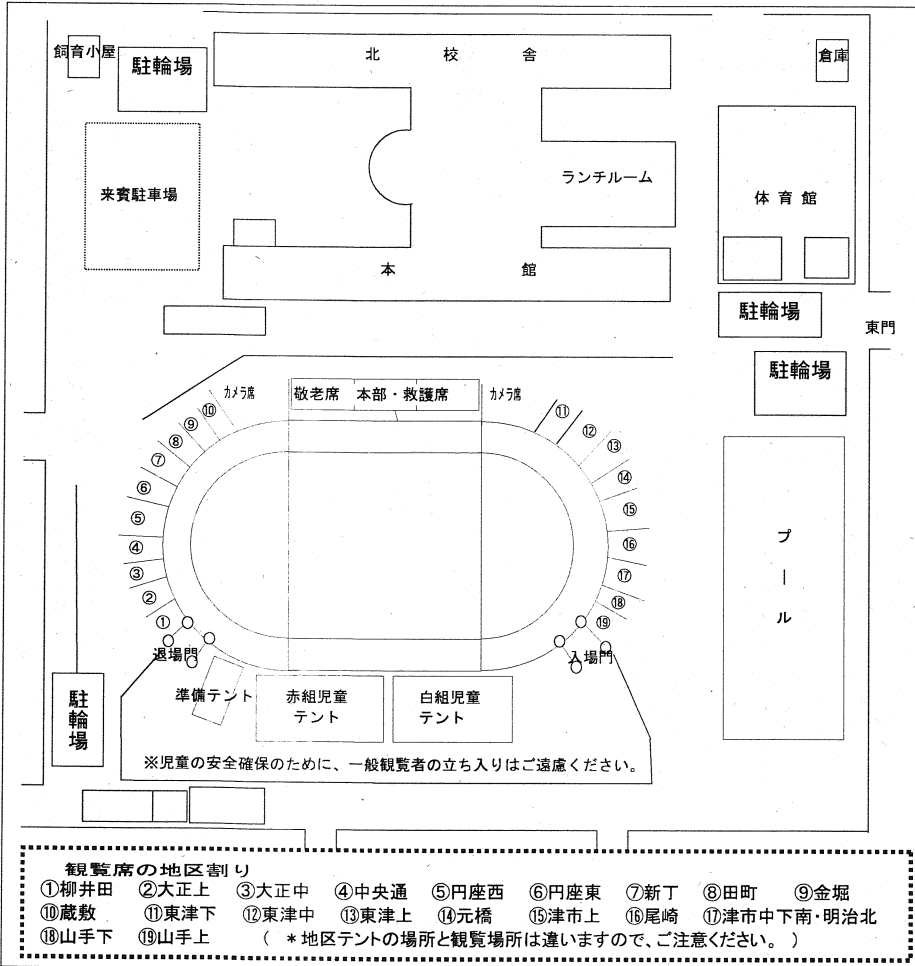 飼育小屋
駐輪場
北校舎
倉庫
来賓駐車場
ランチルーム
体育館
本館
駐輪場
東門
駐輪場
カメラ席
敬老席 本部・救護席
カメラ席
⑩
⑨
⑧
⑦
⑥
⑤
④
③
②
①
⑪
⑫
⑬
⑭
⑮
⑯
⑰
⑱
⑲
プール
退場門
入場門
駐輪場
準備テント
赤組児童
テント
白組児童
テント
※児童の安全確保のために、一般観覧者の立ち入りはご遠慮ください。
観覧席の地区割り
①柳井田 ②大正上 ③大正中 ④中央通 ⑤円座西 ⑥円座東 ⑦新丁 ⑧田町 ⑨金堀
⑩蔵敷 ⑪東津下 ⑫東津中 ⑬東津上 ⑭元橋 ⑮津市上 ⑯尾崎 ⑰津市中下南・明治北
⑱山手下 ⑲山手上 ( *地区テントの場所と観覧場所は違いますので、ご注意ください。 )